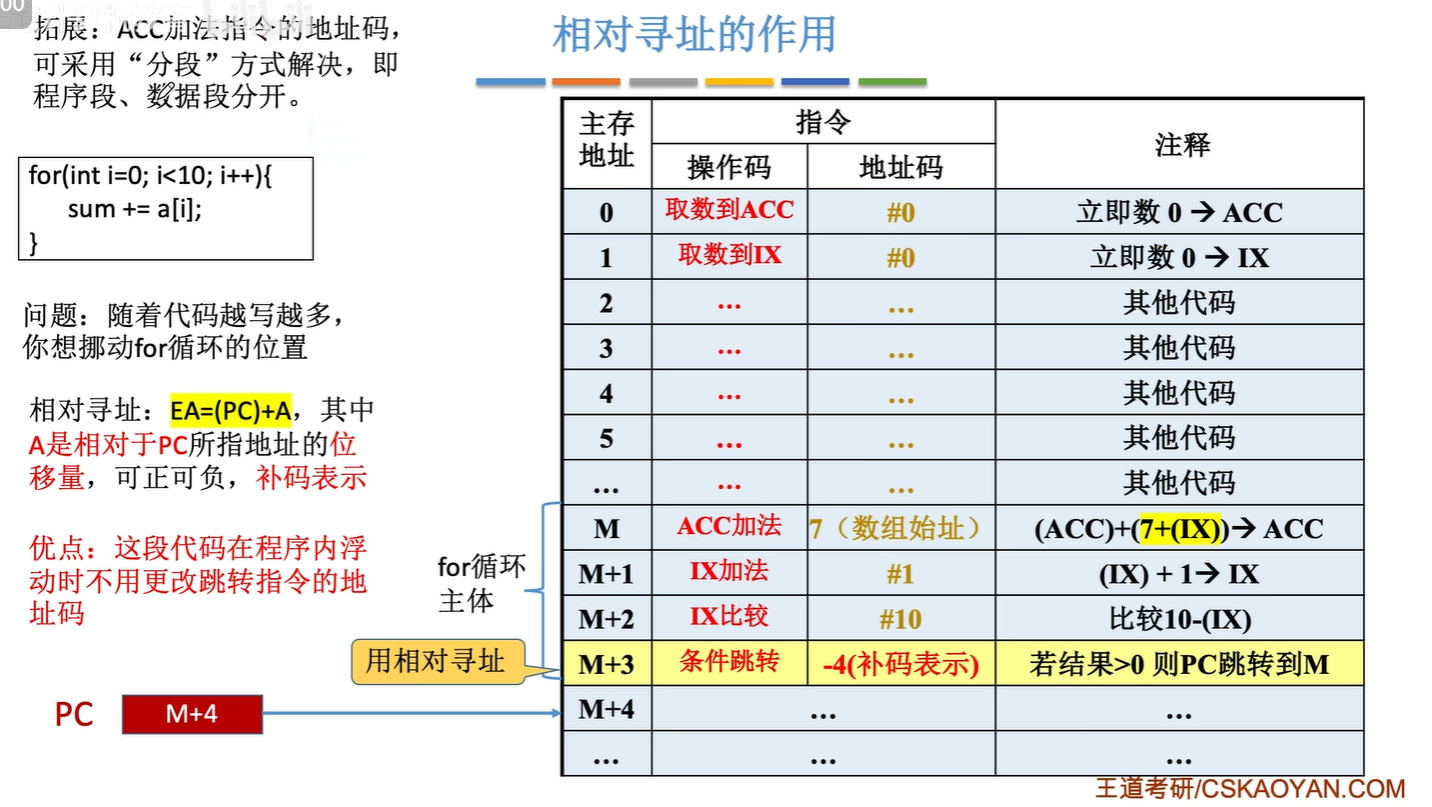 00
拓展：ACC加法指令的地址码，
可采用“分段”方式解决，即
程序段、数据段分开。
相对寻址的作用
for(int i=0; i<10; i++){
sum += a[i];
}
问题：随着代码越写越多，
你想挪动for循环的位置
相对寻址：EA=(PC)+A，其中
A是相对于PC所指地址的位
移量，可正可负，补码表示
优点：这段代码在程序内浮
动时不用更改跳转指令的地
址码
for循环
主体
用相对寻址
PC M+4
主存
地址
指令
注释
操作码 地址码
0 取数到ACC #0 立即数 0 → ACC
1 取数到IX #0 立即数 0 → IX
2 … … 其他代码
3 … … 其他代码
4 … … 其他代码
5 … … 其他代码
… … … 其他代码
M ACC加法 7（数组始址） (ACC)+(7+(IX))→ ACC
M+1 IX加法 #1 (IX) + 1→ IX
M+2 IX比较 #10 比较10-(IX)
M+3 条件跳转 -4(补码表示) 若结果>0 则PC跳转到M
M+4 … …
… … …
王道考研/CSKAOYAN.COM